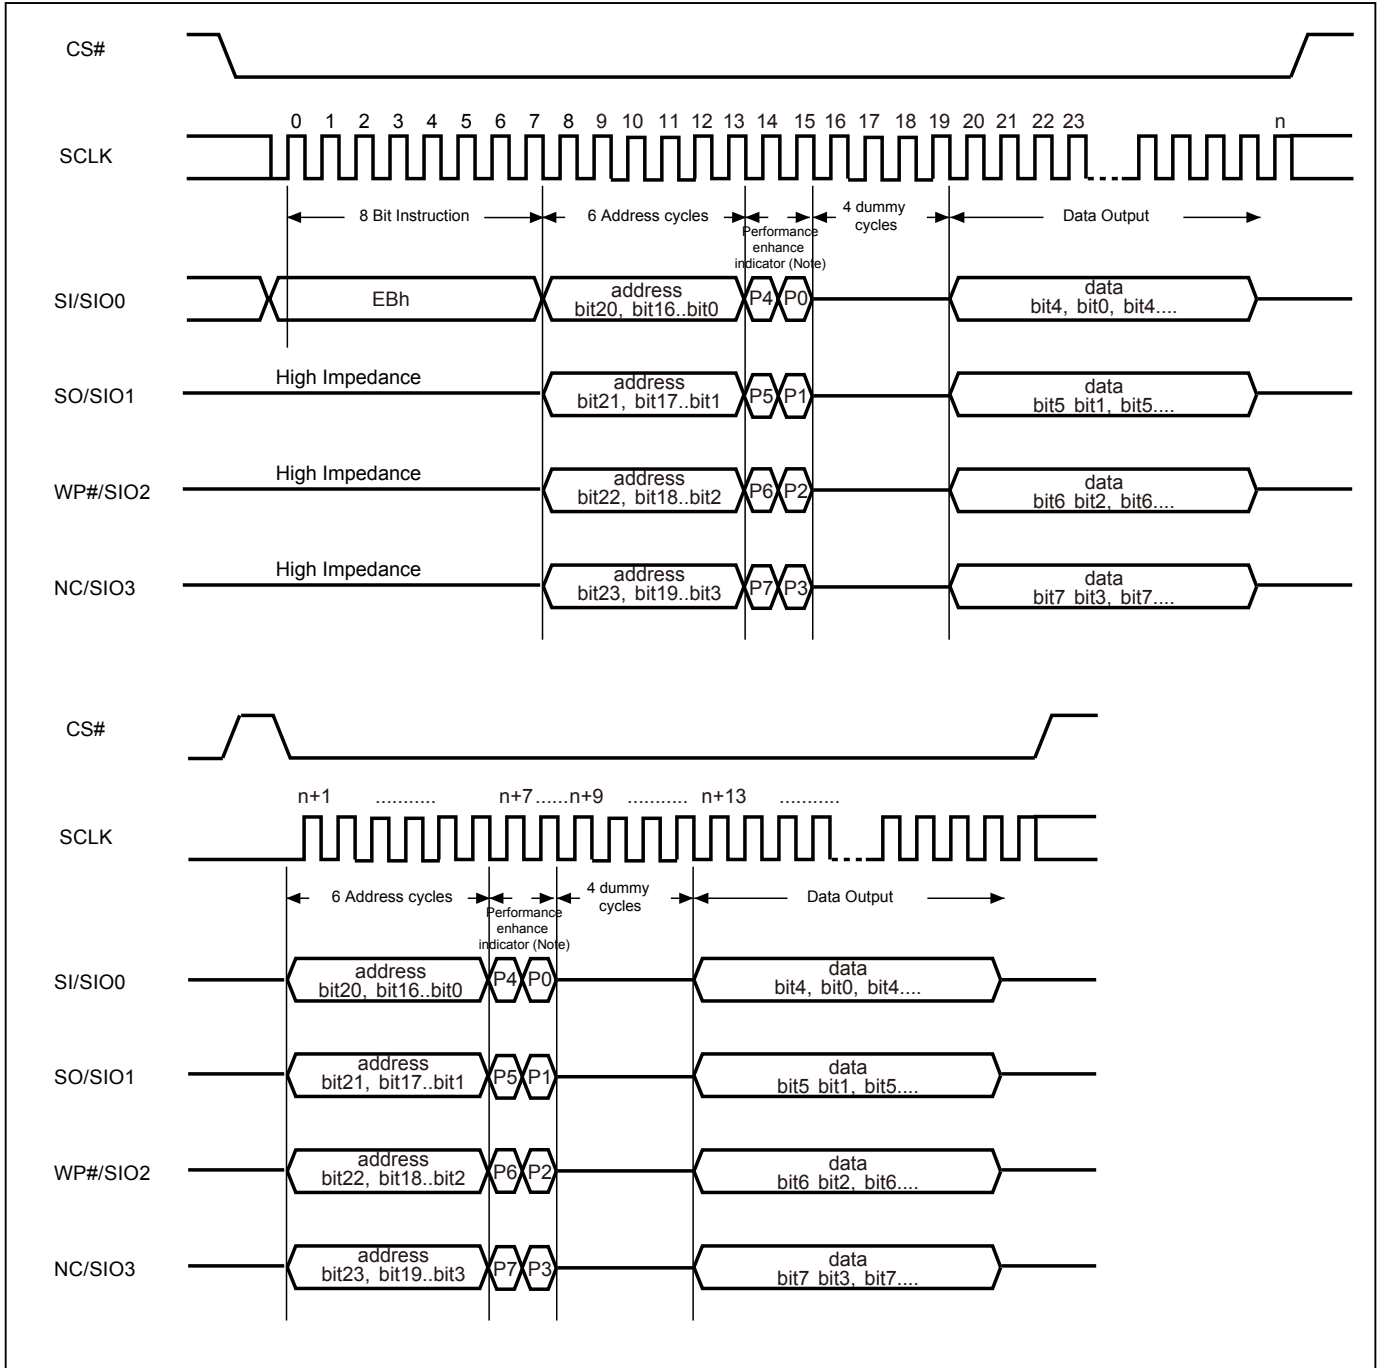 CS#
0 1 2 3 4 5 6 7 8 9 10 11 12 13 14 15 16 17 18 19 20 21 22 23 n
SCLK
8 Bit Instruction
6 Address cycles
Performance
enhance
indicator (Note)
4 dummy
cycles
Data Output
SI/SIO0
EBh
address
bit20, bit16..bit0
P4 P0
data
bit4, bit0, bit4....
SO/SIO1
High Impedance
address
bit21, bit17..bit1
P5 P1
data
bit5 bit1, bit5....
WP#/SIO2
High Impedance
address
bit22, bit18..bit2
P6 P2
data
bit6 bit2, bit6....
NC/SIO3
High Impedance
address
bit23, bit19..bit3
P7 P3
data
bit7 bit3, bit7....
CS#
n+1 ........... n+7......n+9 ........... n+13 ...........
SCLK
6 Address cycles
Performance
enhance
indicator (Note)
4 dummy
cycles
Data Output
SI/SIO0
address
bit20, bit16..bit0
P4 P0
data
bit4, bit0, bit4....
SO/SIO1
address
bit21, bit17..bit1
P5 P1
data
bit5 bit1, bit5....
WP#/SIO2
address
bit22, bit18..bit2
P6 P2
data
bit6 bit2, bit6....
NC/SIO3
address
bit23, bit19..bit3
P7 P3
data
bit7 bit3, bit7....